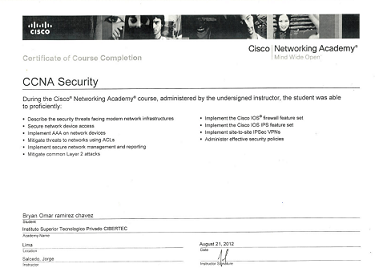 CISCO
Cisco Networking Academy®
Mind Wide Open
Certificate of Course Completion
CCNA Security
During the Cisco® Networking Academy® course, administered by the undersigned instructor, the student was able
to proficiently:
• Describe the security threats facing modern network infrastructures
• Secure network device access
• Implement AAA on network devices
• Mitigate threats to networks using ACLs
• Implement secure network management and reporting
• Mitigate common Layer 2 attacks
• Implement the Cisco IOS® firewall feature set
• Implement the Cisco IOS IPS feature set
• Implement site-to-site IPSec VPNs
• Administer effective security policies
Bryan Omar ramirez chavez
Student
Instituto Superior Tecnologico Privado CIBERTEC
Academy Name
Lima
Location
August 21, 2012
Date
Salcedo, Jorge
Instructor
Instructor Signature